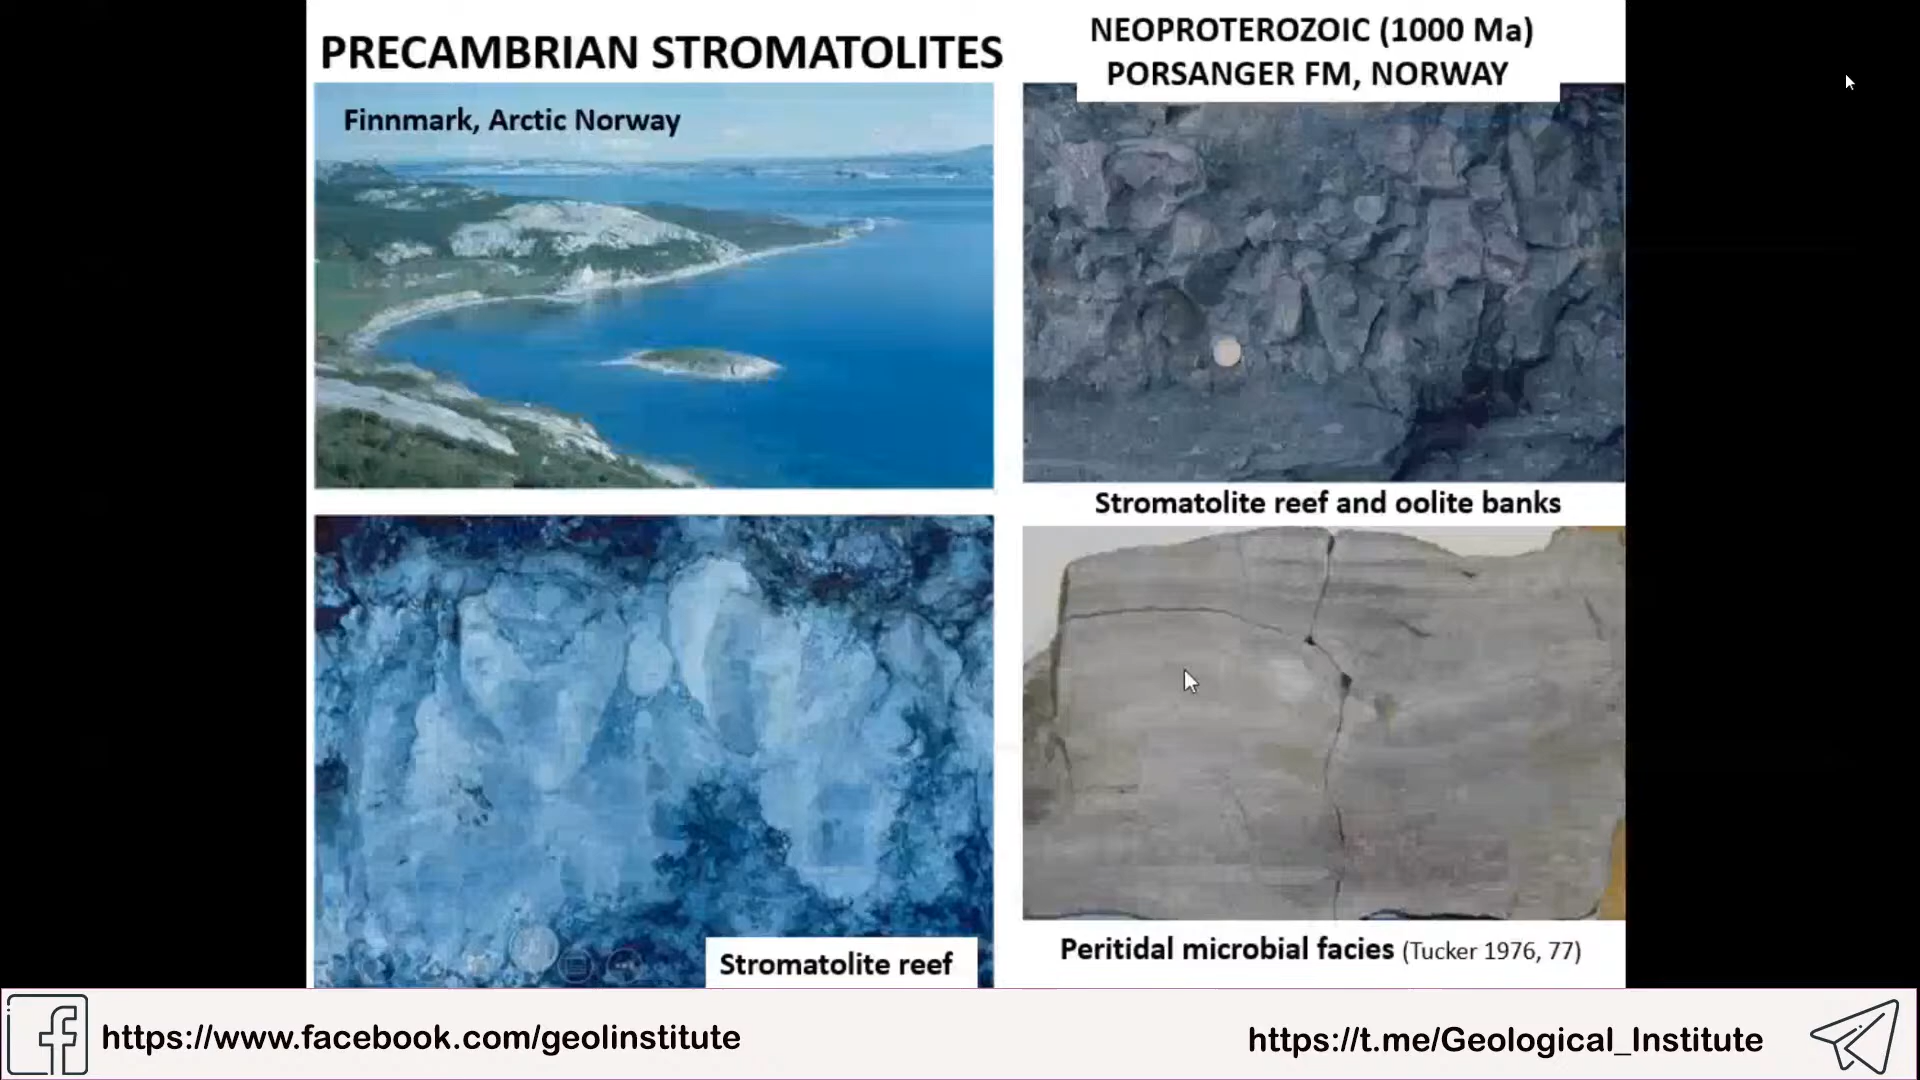 PRECAMBRIAN STROMATOLITES
NEOPROTEROZOIC (1000 Ma)
PORSANGER FM, NORWAY
Finnmark, Arctic Norway
Stromatolite reef and oolite banks
Stromatolite reef
Peritidal microbial facies (Tucker 1976, 77)
https://www.facebook.com/geolinstitute
https://t.me/Geological_Institute